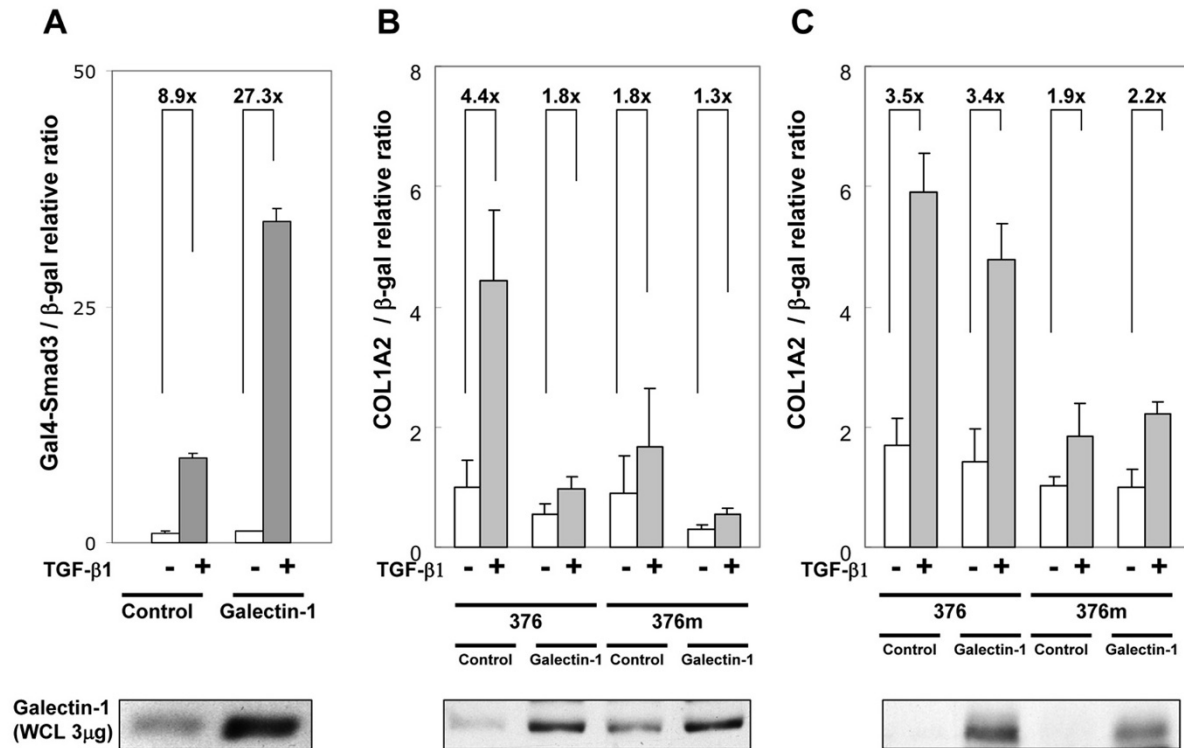 A
Gal4-Smad3 / β-gal relative ratio
50
25
0
8.9x 27.3x
TGF-β1 - + - +
Control Galectin-1
Galectin-1
(WCL 3μg)
B
COL1A2 / β-gal relative ratio
8
6
4
2
0
4.4x 1.8x 1.8x 1.3x
TGF-β1 - + - + - + - +
376 376m
Control Galectin-1 Control Galectin-1
C
COL1A2 / β-gal relative ratio
8
6
4
2
0
3.5x 3.4x 1.9x 2.2x
TGF-β1 - + - + - + - +
376 376m
Control Galectin-1 Control Galectin-1